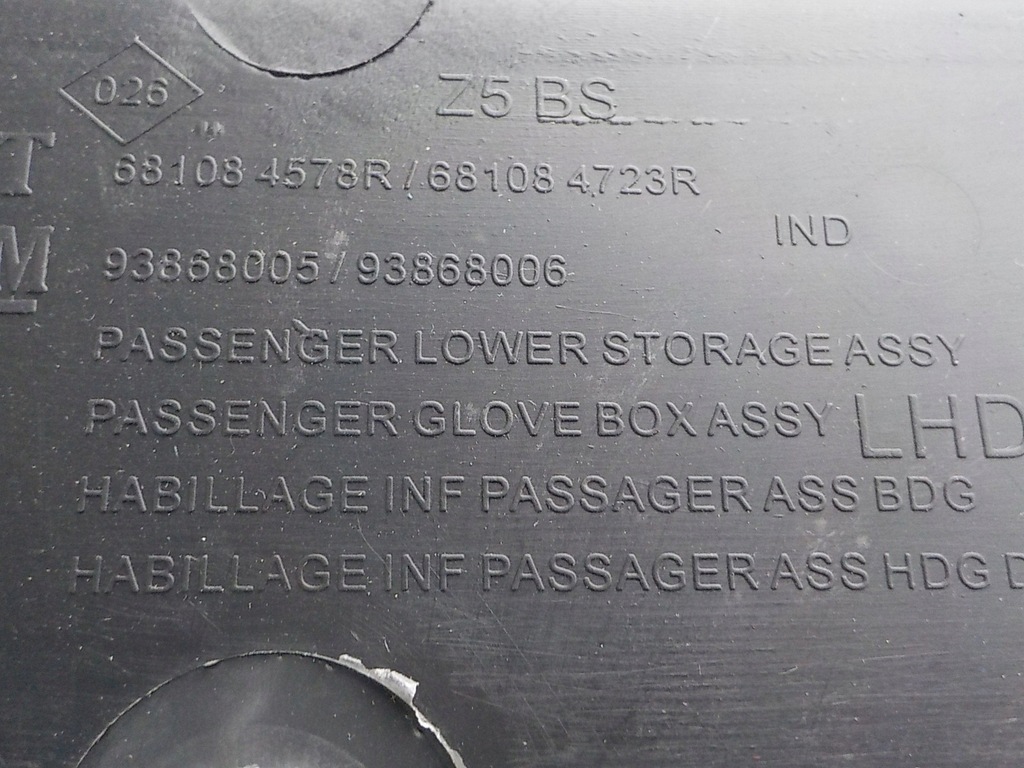 026
Z5 BS
T
68108 4578R / 68108 4723R
IND
M
93868005 / 93868006
PASSENGER LOWER STORAGE ASSY
PASSENGER GLOVE BOX ASSY
LHD
HABILLAGE INF PASSAGER ASS BDG
HABILLAGE INF PASSAGER ASS HDG D